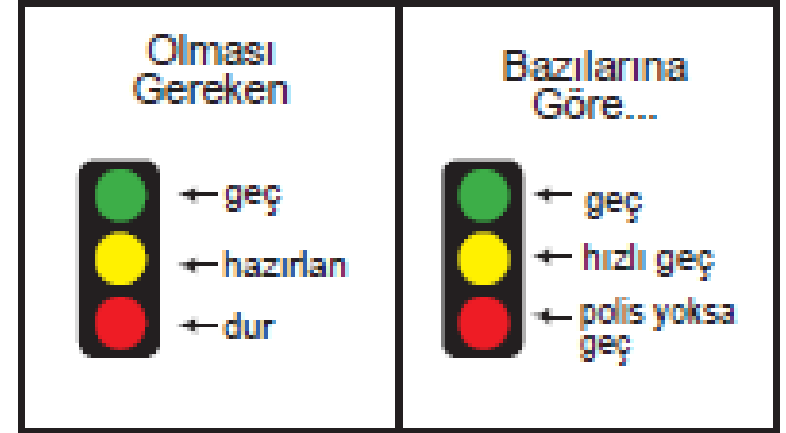 Olması
Gereken
geç
hazırlan
dur
Bazılarına
Göre...
geç
hızlı geç
polis yoksa
geç